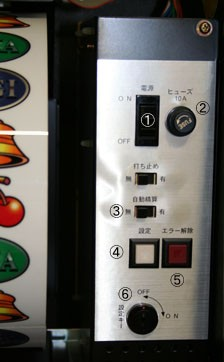 電源
ヒューズ
10A
ON
①
②
OFF
打ち止め
無 有
自動精算
③ 無 有
設定 エラー解除
④
⑤
⑥ OFF
設定キー
ON